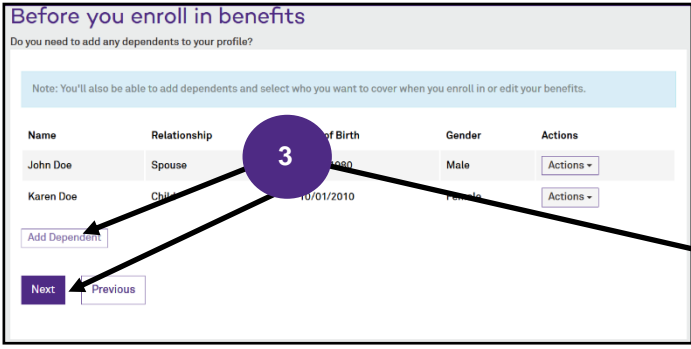 Before you enroll in benefits
Do you need to add any dependents to your profile?
Note: You'll also be able to add dependents and select who you want to cover when you enroll in or edit your benefits.
Name Relationship of Birth Gender Actions
John Doe Spouse 1980 Male Actions
3
Karen Doe Child 10/01/2010 Female Actions
Add Dependent
Next Previous